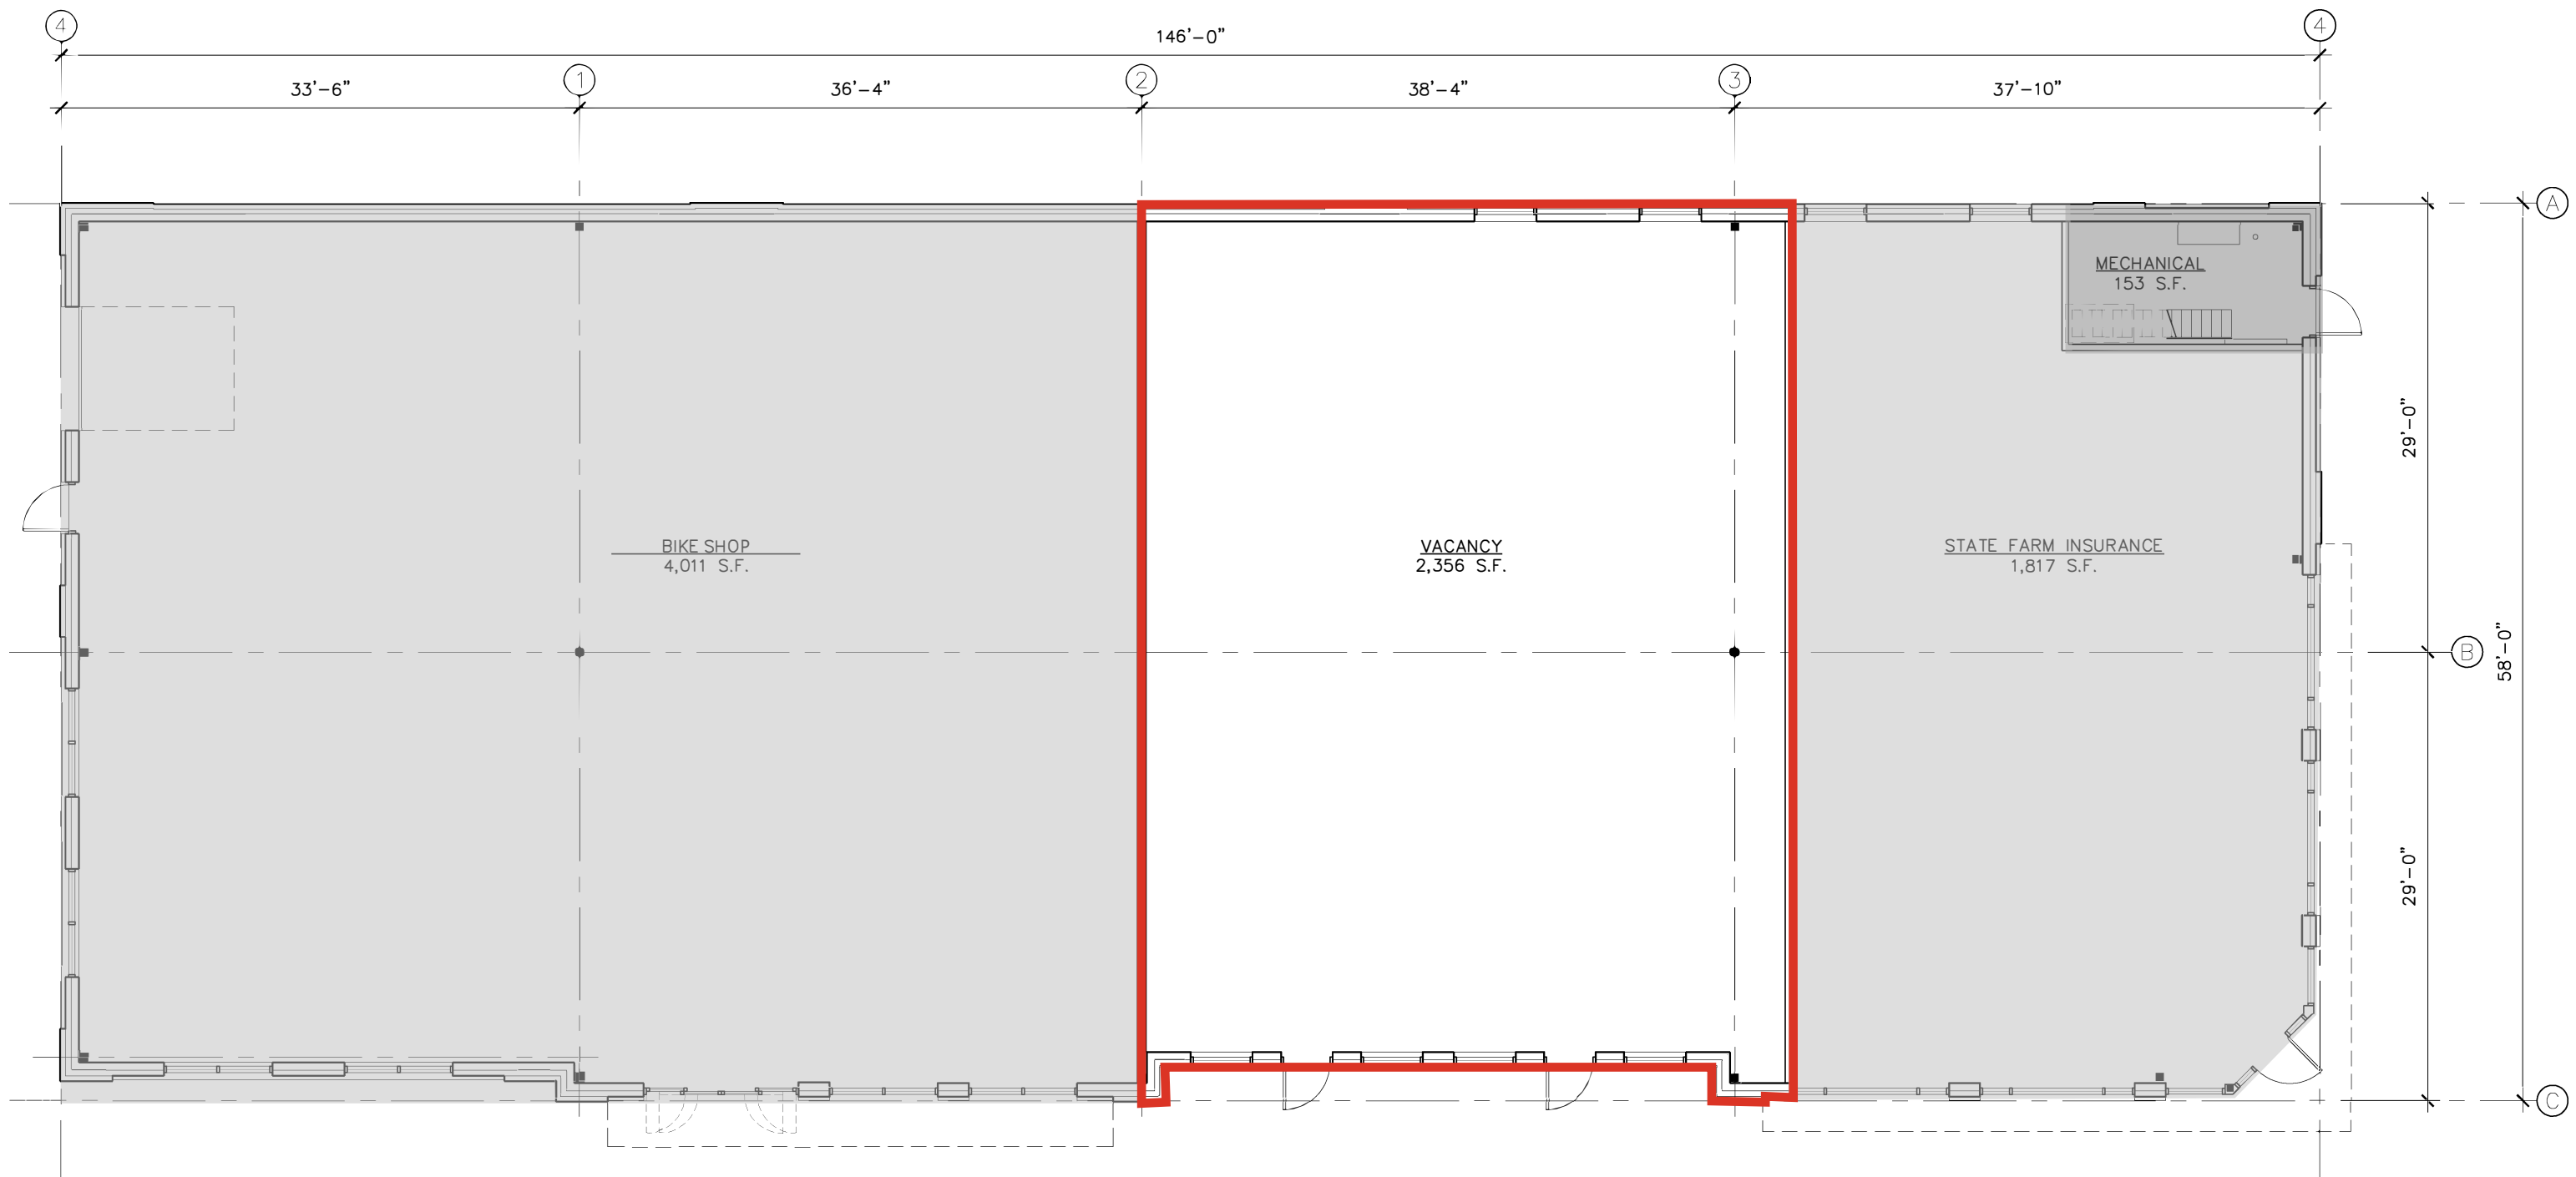 4 4
146'-0"
1 2 3
33'-6" 36'-4" 38'-4" 37'-10"
A
MECHANICAL
153 S.F.
29'-0"
BIKE SHOP VACANCY STATE FARM INSURANCE
4,011 S.F. 2,356 S.F. 1,817 S.F.
B
58'-0"
29'-0"
C